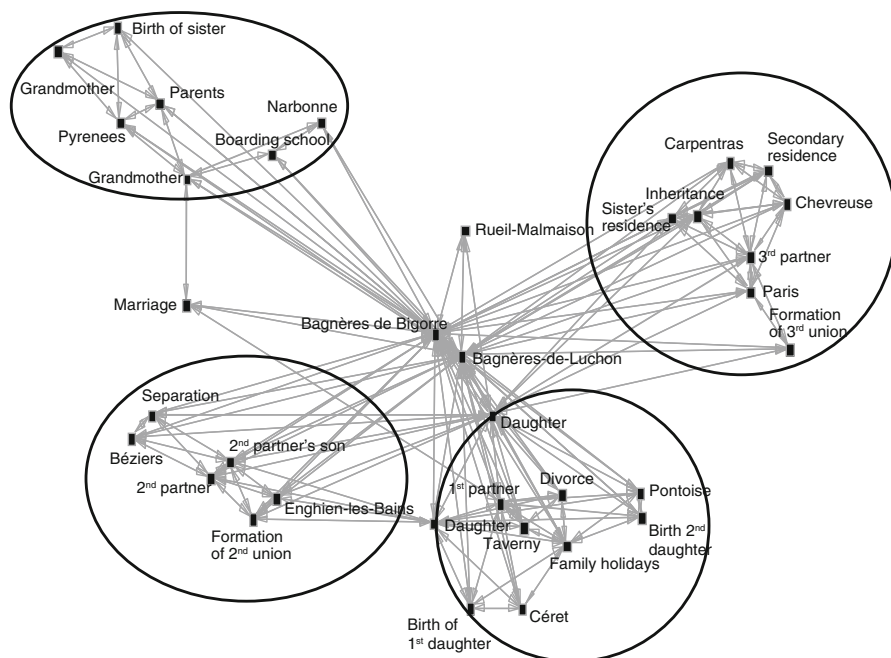 Birth of sister
Grandmother
Parents
Narbonne
Pyrenees
Boarding school
Grandmother
Carpentras
Secondary
residence
Inheritance
Sister's
residence
Chevreuse
Rueil-Malmaison
3rd partner
Paris
Marriage
Formation
of 3rd union
Bagnères de Bigorre
Bagnères-de-Luchon
Separation
Daughter
2nd partner's son
Béziers
2nd partner
1st partner
Divorce
Pontoise
Enghien-les-Bains
Daughter
Taverny
Birth 2nd
daughter
Formation
of 2nd union
Family holidays
Birth of
1st daughter
Céret